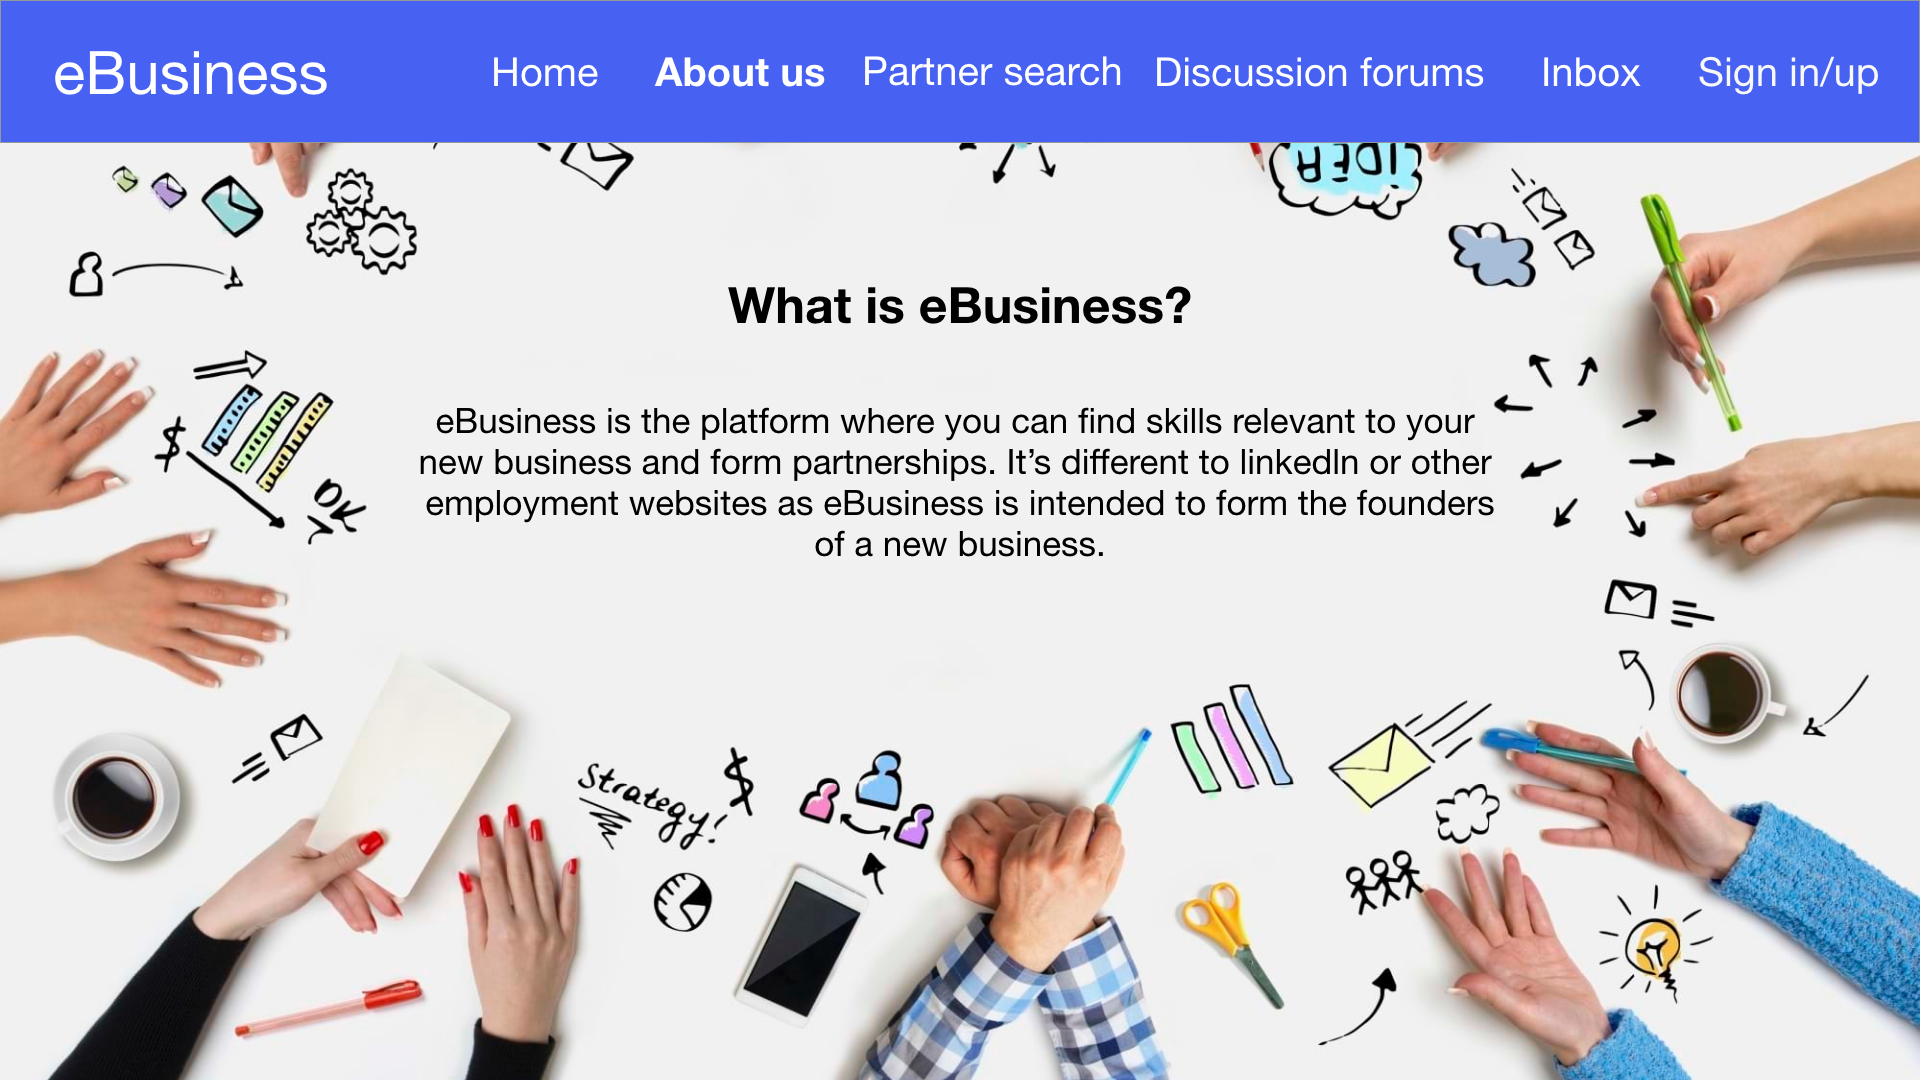 eBusiness
Home
About us
Partner search
Discussion forums
Inbox
Sign in/up
IDEA
What is eBusiness?
eBusiness is the platform where you can find skills relevant to your
new business and form partnerships. It’s different to linkedIn or other
employment websites as eBusiness is intended to form the founders
of a new business.
$
OK
Strategy!
$